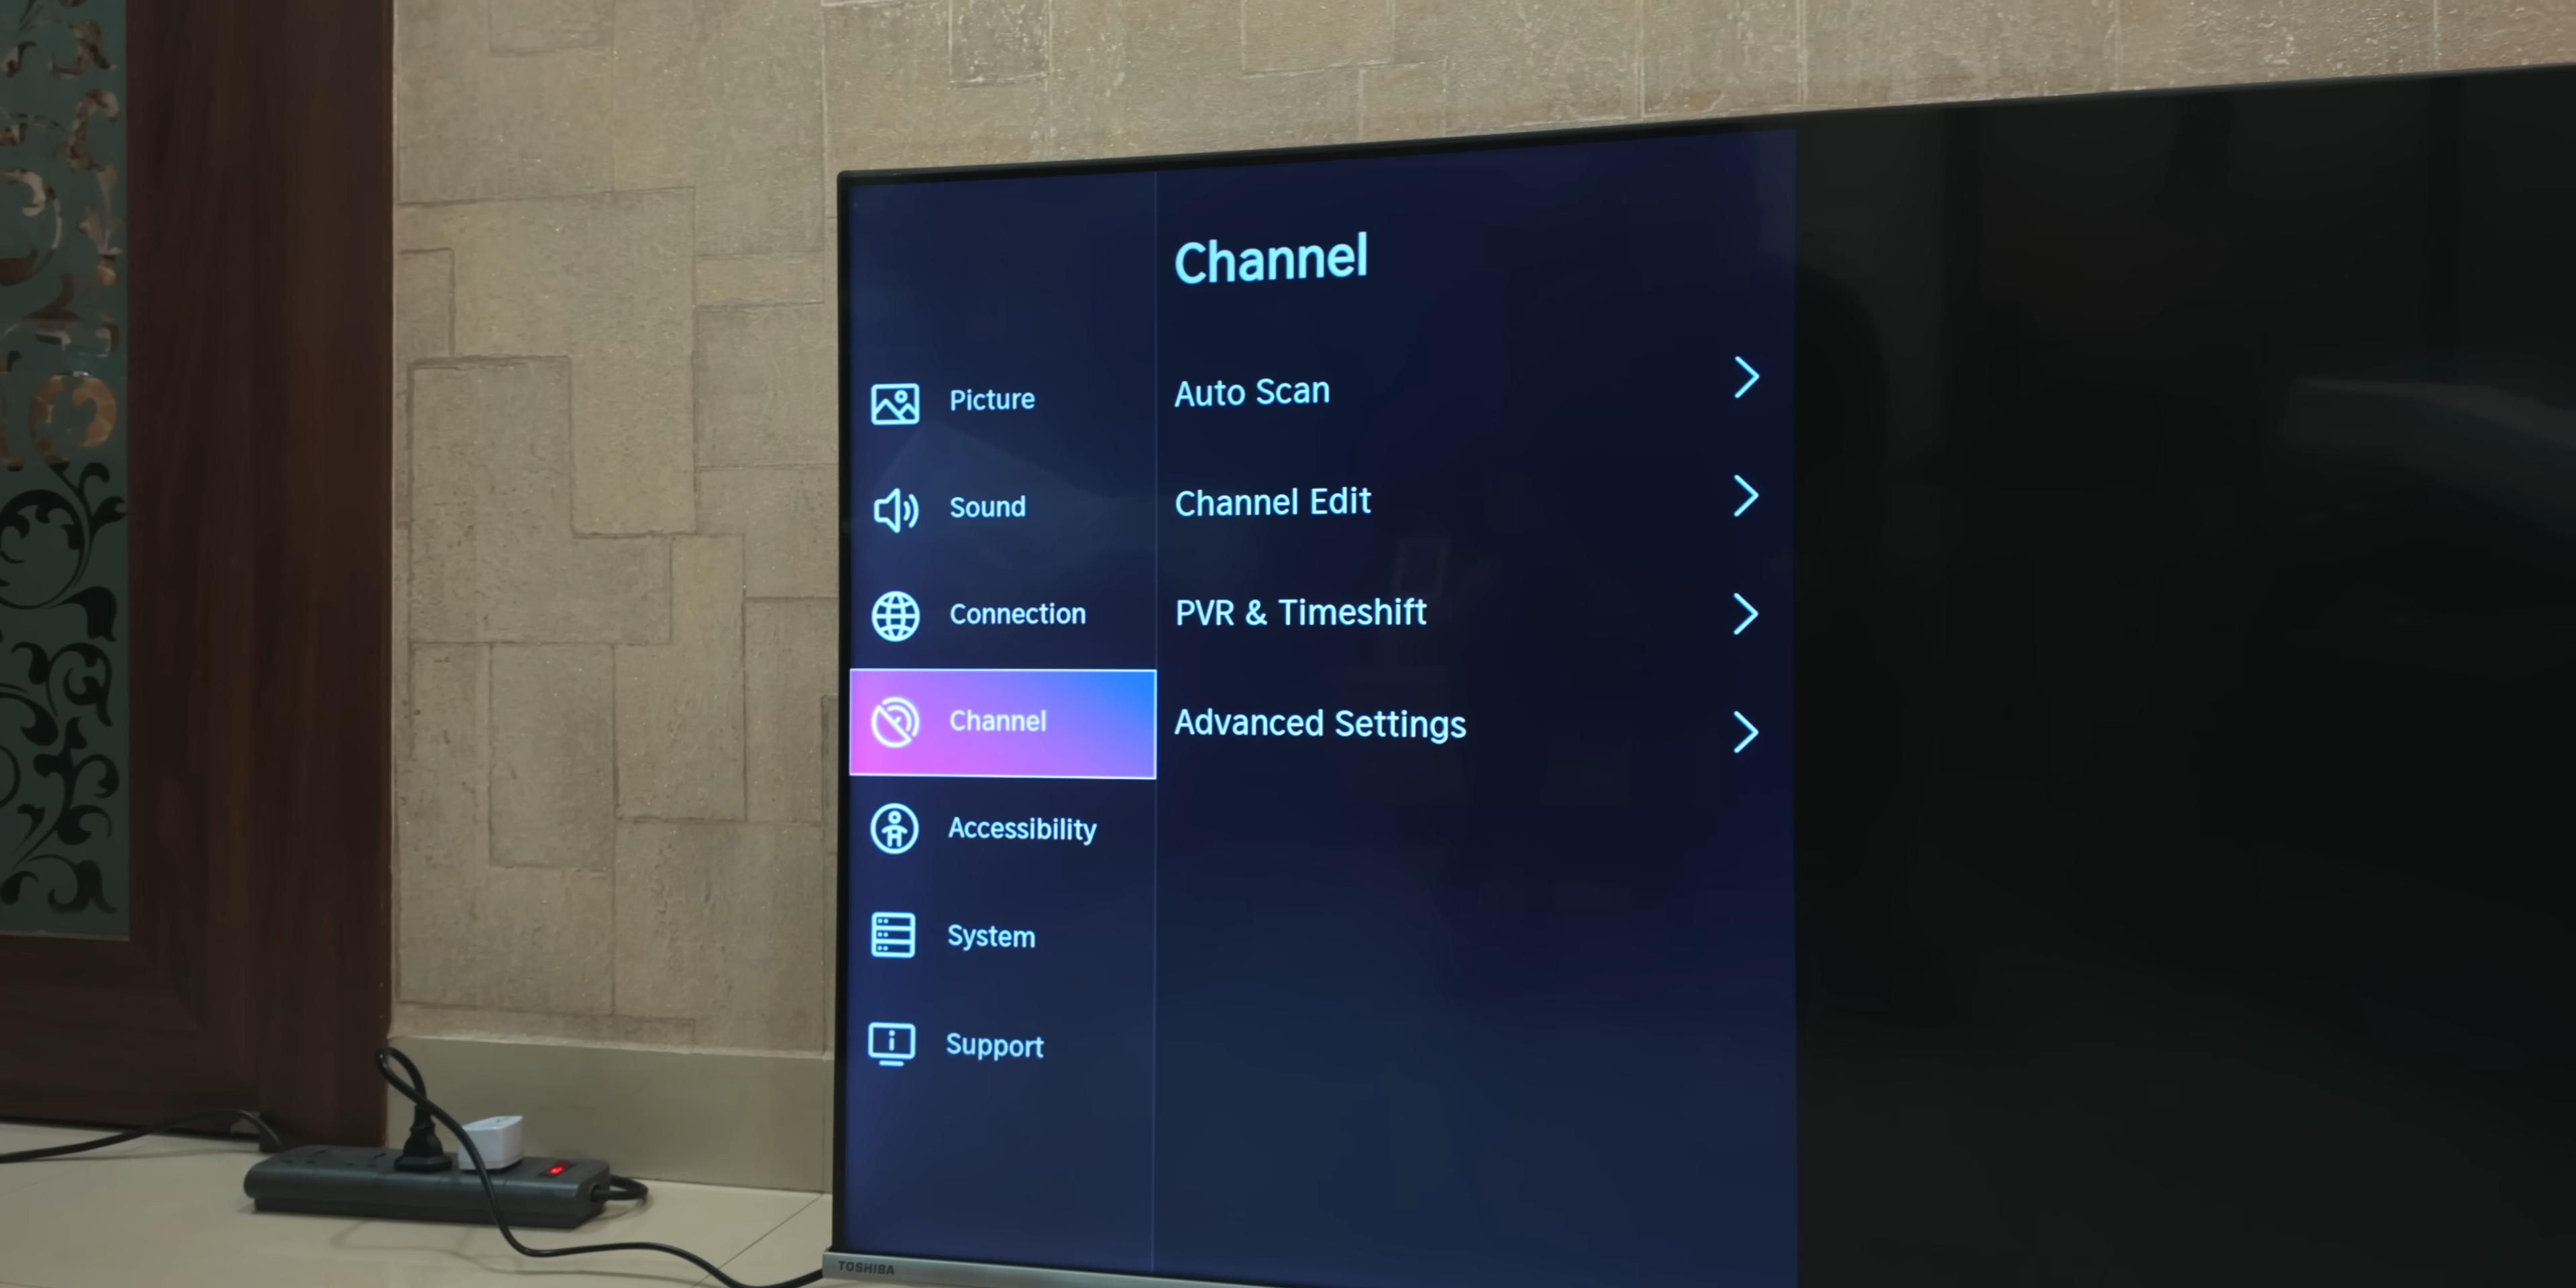 Channel
Picture
Sound
Connection
Channel
Accessibility
System
Support
Auto Scan
Channel Edit
PVR & Timeshift
Advanced Settings
TOSHIBA